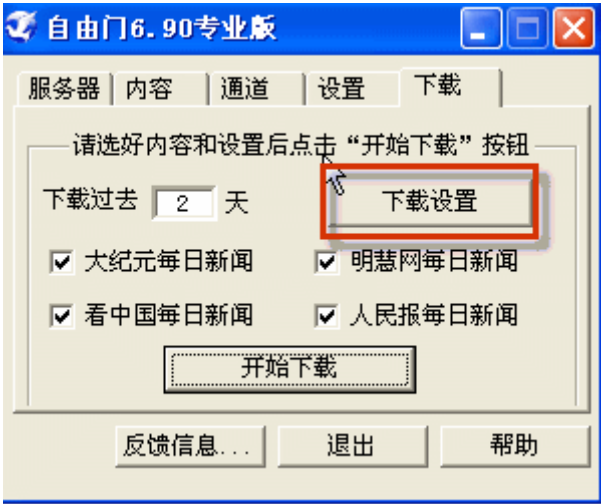 自由门6.90专业版
服务器 内容 通道 设置 下载
请选好内容和设置后点击“开始下载”按钮
下载过去 2 天 下载设置
大纪元每日新闻 明慧网每日新闻
看中国每日新闻 人民报每日新闻
开始下载
反馈信息... 退出 帮助